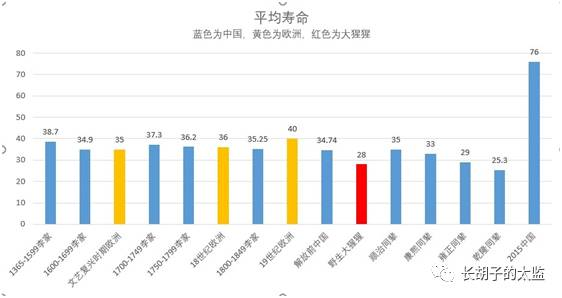 平均寿命
蓝色为中国，黄色为欧洲，红色为大猩猩
80
70
60
50
40
30
20
10
0
38.7
34.9
35
37.3
36.2
36
35.25
40
34.74
28
35
33
29
25.3
76
1365-1599李家
1600-1699李家
文艺复兴时期欧洲
1700-1749李家
1750-1799李家
18世纪欧洲
1800-1849李家
19世纪欧洲
解放前中国
野生大猩猩
顺治同辈
康熙同辈
雍正同辈
乾隆同辈
2015中国
长胡子的太监